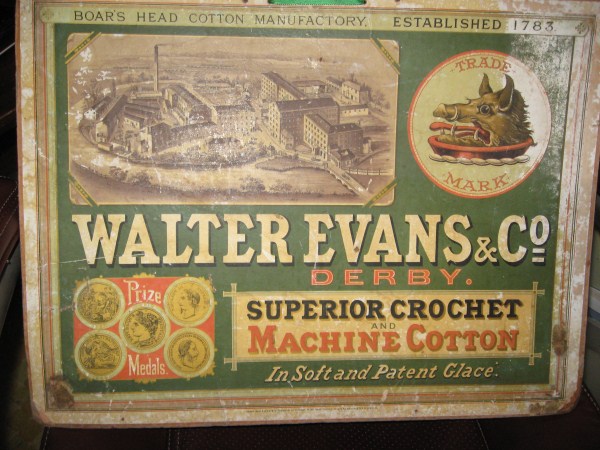 BOAR'S HEAD COTTON MANUFACTORY. ESTABLISHED 1783
TRADE
MARK
WALTER EVANS & Co
DERBY.
Prize
Medals.
SUPERIOR CROCHET
AND
MACHINE COTTON
In Soft and Patent Glacé.